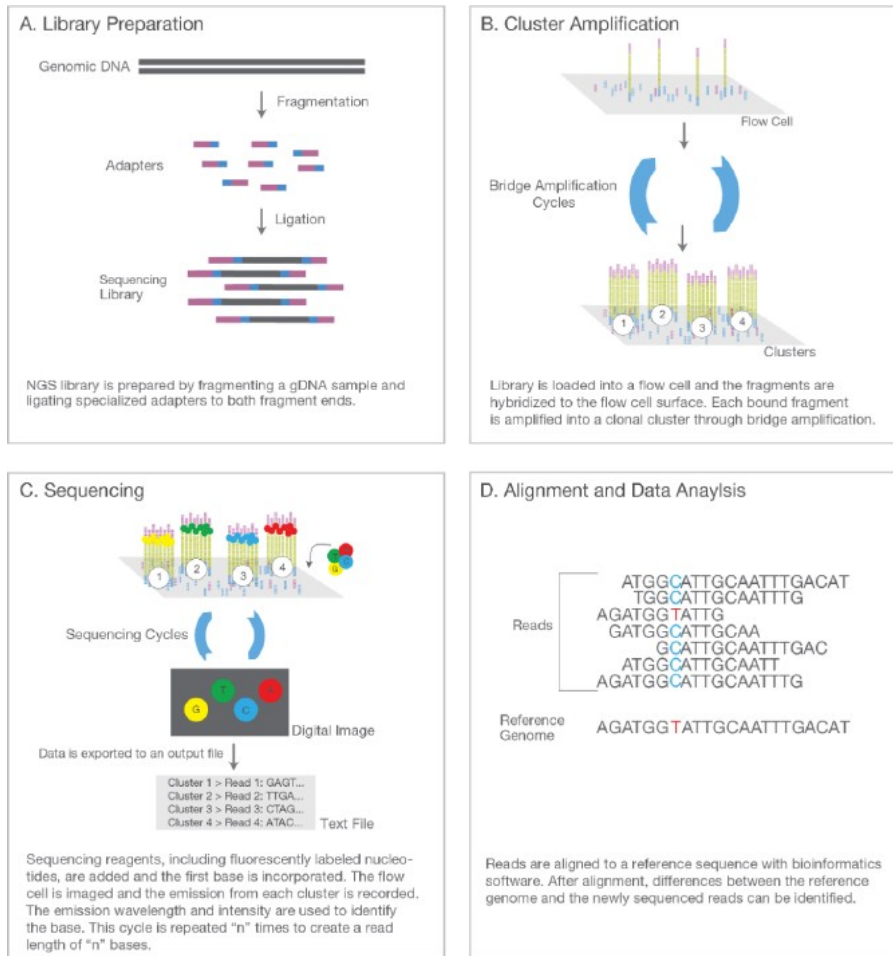 A. Library Preparation
Genomic DNA
Fragmentation
Adapters
Ligation
Sequencing
Library
NGS library is prepared by fragmenting a gDNA sample and
ligating specialized adapters to both fragment ends.
B. Cluster Amplification
Flow Cell
Bridge Amplification
Cycles
1
2
3
4
Clusters
Library is loaded into a flow cell and the fragments are
hybridized to the flow cell surface. Each bound fragment
is amplified into a clonal cluster through bridge amplification.
C. Sequencing
1
2
3
4
G
Sequencing Cycles
G
T
C
Digital Image
Data is exported to an output file
Cluster 1 > Read 1: GAGT...
Cluster 2 > Read 2: TTGA...
Cluster 3 > Read 3: CTAG...
Cluster 4 > Read 4: ATAC...
Text File
Sequencing reagents, including fluorescently labeled nucleo-
tides, are added and the first base is incorporated. The flow
cell is imaged and the emission from each cluster is recorded.
The emission wavelength and intensity are used to identify
the base. This cycle is repeated “n” times to create a read
length of “n” bases.
D. Alignment and Data Anaylsis
Reads
ATGGCATTGCAATTTGACAT
TGGCATTGCAATTTG
AGATGGTATTG
GATGGCATTGCAA
GCATTGCAATTTGAC
ATGGCATTGCAATT
AGATGGCATTGCAATTTG
Reference
Genome
AGATGGTATTGCAATTTGACAT
Reads are aligned to a reference sequence with bioinformatics
software. After alignment, differences between the reference
genome and the newly sequenced reads can be identified.